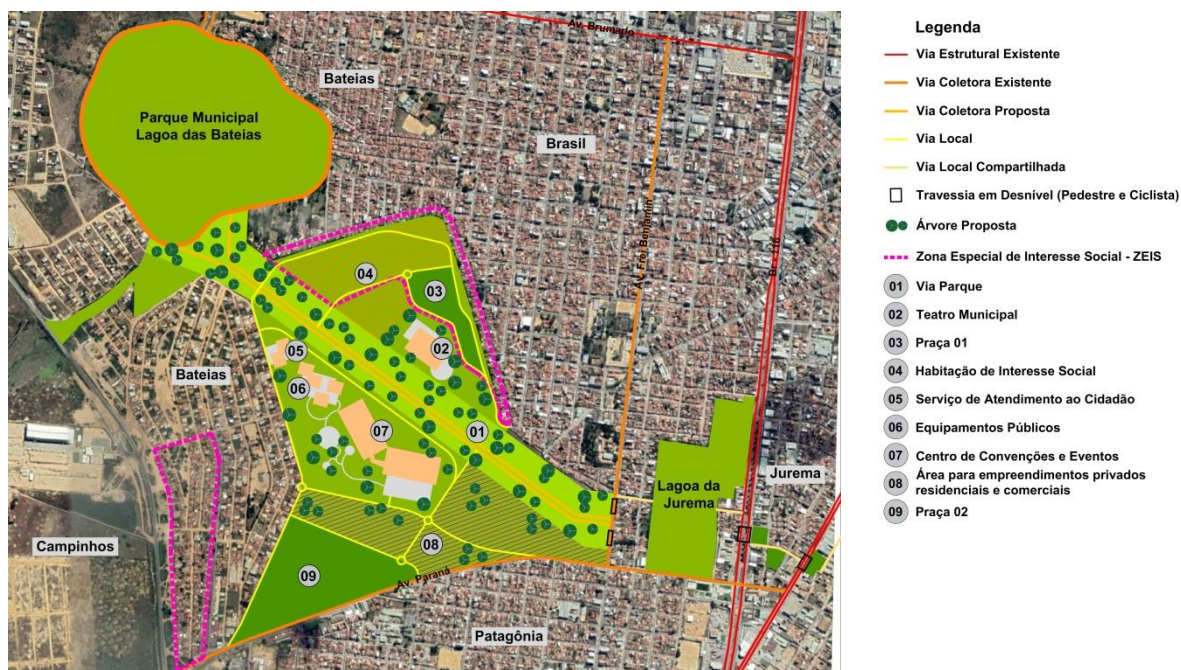 Av. Brumado
Bateias
Parque Municipal
Lagoa das Bateias
Brasil
Av. Frei Benjamin
Br - 116
04
03
02
05
Bateias
06
07
01
Lagoa da
Jurema
Jurema
08
Campinhos
09
Av. Paraná
Patagônia
Legenda
Via Estrutural Existente
Via Coletora Existente
Via Coletora Proposta
Via Local
Via Local Compartilhada
Travessia em Desnível (Pedestre e Ciclista)
Árvore Proposta
Zona Especial de Interesse Social - ZEIS
01 Via Parque
02 Teatro Municipal
03 Praça 01
04 Habitação de Interesse Social
05 Serviço de Atendimento ao Cidadão
06 Equipamentos Públicos
07 Centro de Convenções e Eventos
08 Área para empreendimentos privados
residenciais e comerciais
09 Praça 02